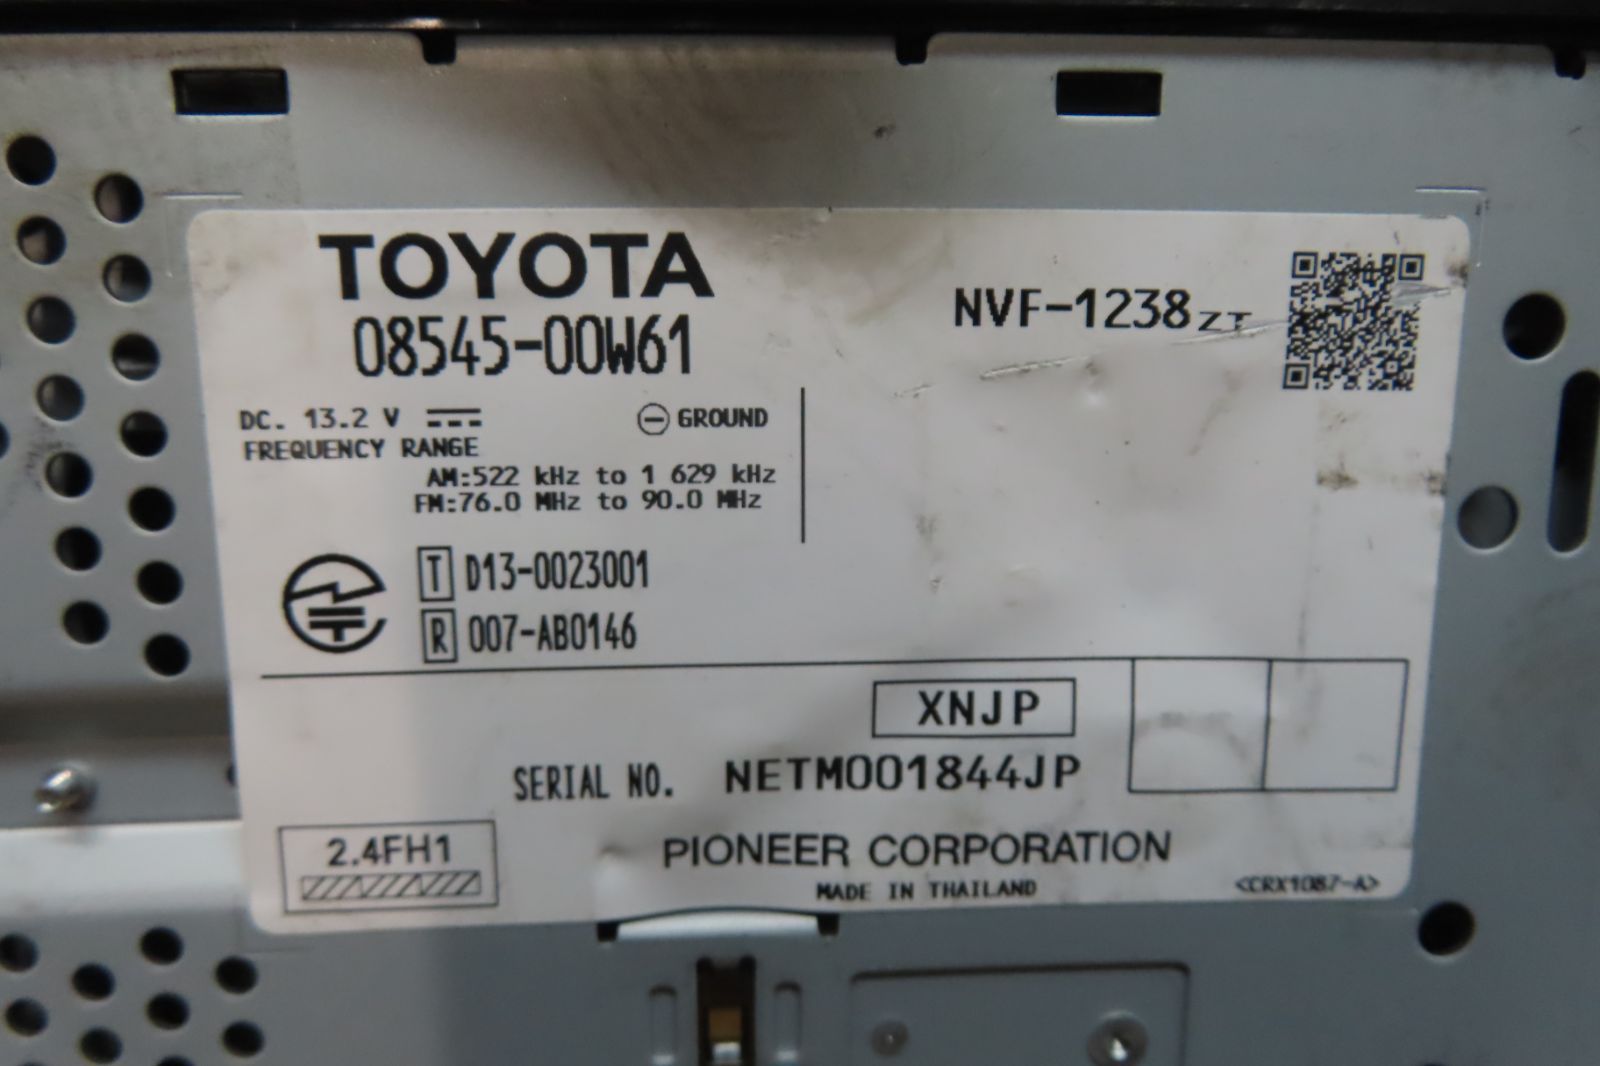 TOYOTA
08545-00W61
NVF-1238ZT
DC. 13.2 V
⊖ GROUND
FREQUENCY RANGE
AM:522 kHz to 1 629 kHz
FM:76.0 MHz to 90.0 MHz
T D13-0023001
R 007-AB0146
XNJP
SERIAL NO. NETM001844JP
2.4FH1
PIONEER CORPORATION
MADE IN THAILAND
<CRX1087-A>